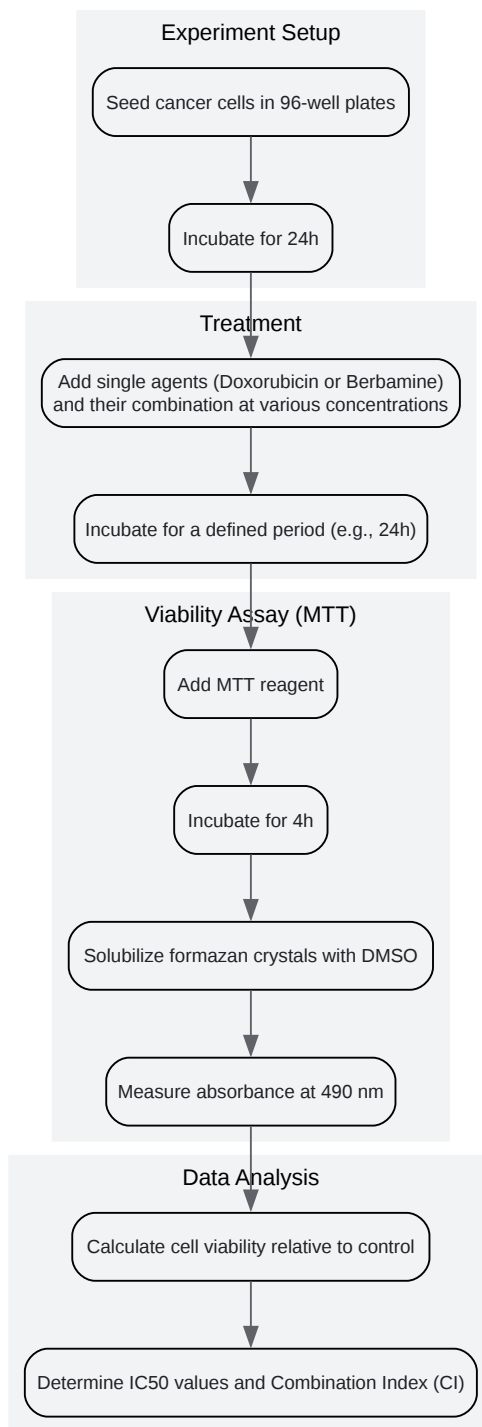 Experiment Setup
Seed cancer cells in 96-well plates
Incubate for 24h
Treatment
Add single agents (Doxorubicin or Berbamine)
and their combination at various concentrations
Incubate for a defined period (e.g., 24h)
Viability Assay (MTT)
Add MTT reagent
Incubate for 4h
Solubilize formazan crystals with DMSO
Measure absorbance at 490 nm
Data Analysis
Calculate cell viability relative to control
Determine IC50 values and Combination Index (CI)